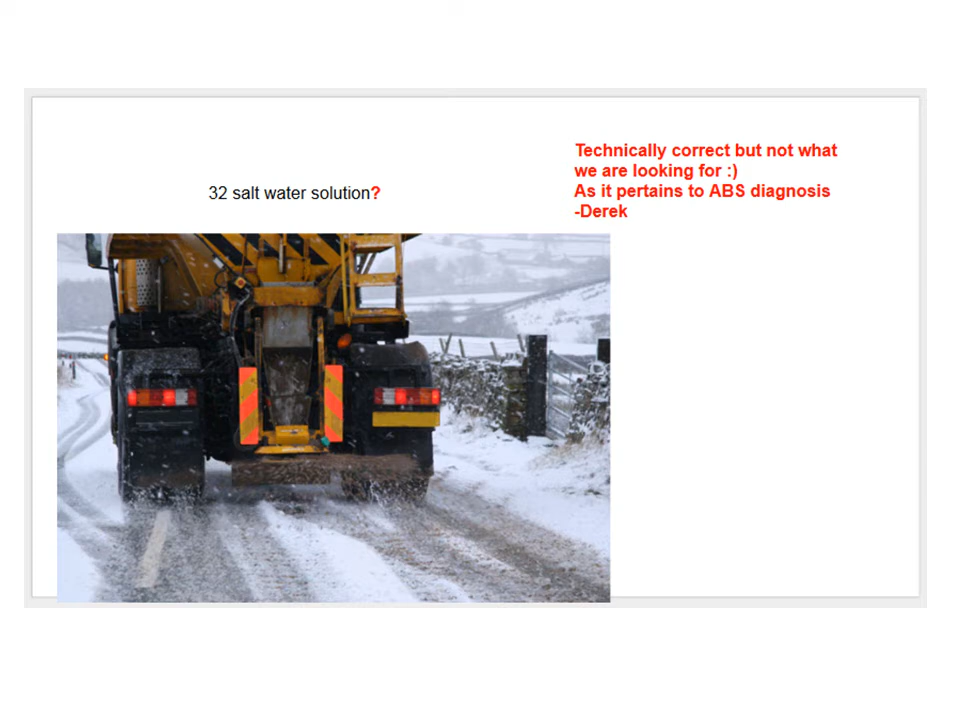 Technically correct but not what
we are looking for :)
32 salt water solution?
As it pertains to ABS diagnosis
-Derek